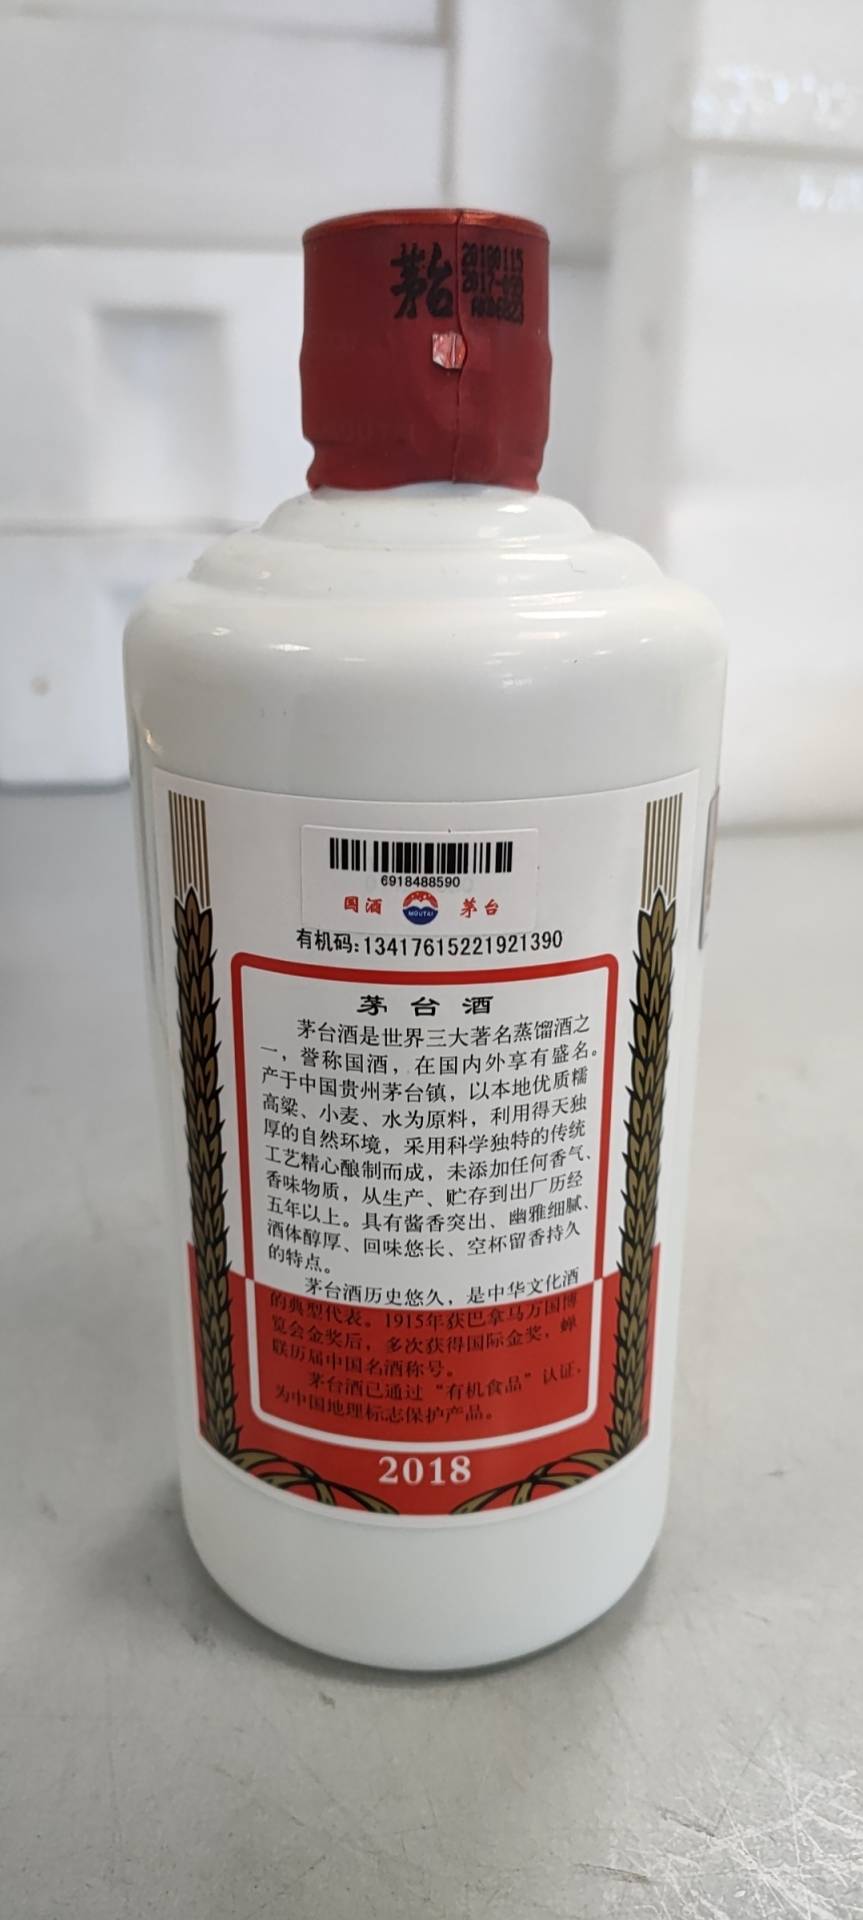 茅台
20180115
6918488590
国酒
MOUTAI
茅台
有机码:13417615221921390
茅台酒
茅台酒是世界三大著名蒸馏酒之
一，誉称国酒，在国内外享有盛名。
产于中国贵州茅台镇，以本地优质糯
高粱、小麦、水为原料，利用得天独
厚的自然环境，采用科学独特的传统
工艺精心酿制而成，未添加任何香气、
香味物质，从生产、贮存到出厂历经
五年以上。具有酱香突出、幽雅细腻、
酒体醇厚、回味悠长、空杯留香持久
的特点。
茅台酒历史悠久，是中华文化酒
的典型代表。1915年获巴拿马万国博
览会金奖后，多次获得国际金奖，蝉
联历届中国名酒称号。
茅台酒已通过“有机食品”认证，
为中国地理标志保护产品。
2018